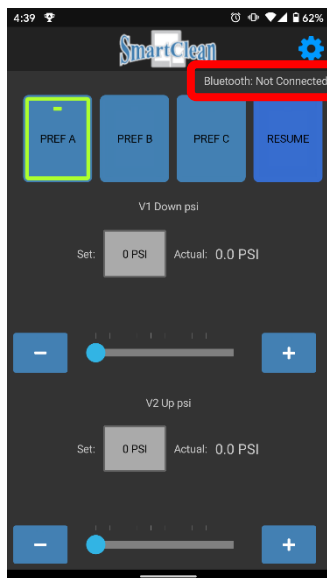 4:39 62%
SmartClean
Bluetooth: Not Connected
PREF A PREF B PREF C RESUME
V1 Down psi
Set: 0 PSI Actual: 0.0 PSI
− +
V2 Up psi
Set: 0 PSI Actual: 0.0 PSI
− +